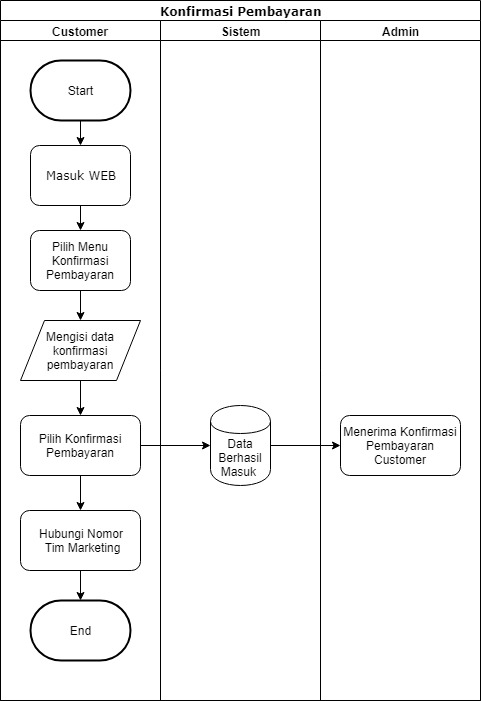 Konfirmasi Pembayaran
Customer
Sistem
Admin
Start
Masuk WEB
Pilih Menu
Konfirmasi
Pembayaran
Mengisi data
konfirmasi
pembayaran
Pilih Konfirmasi
Pembayaran
Data
Berhasil
Masuk
Menerima Konfirmasi
Pembayaran
Customer
Hubungi Nomor
Tim Marketing
End